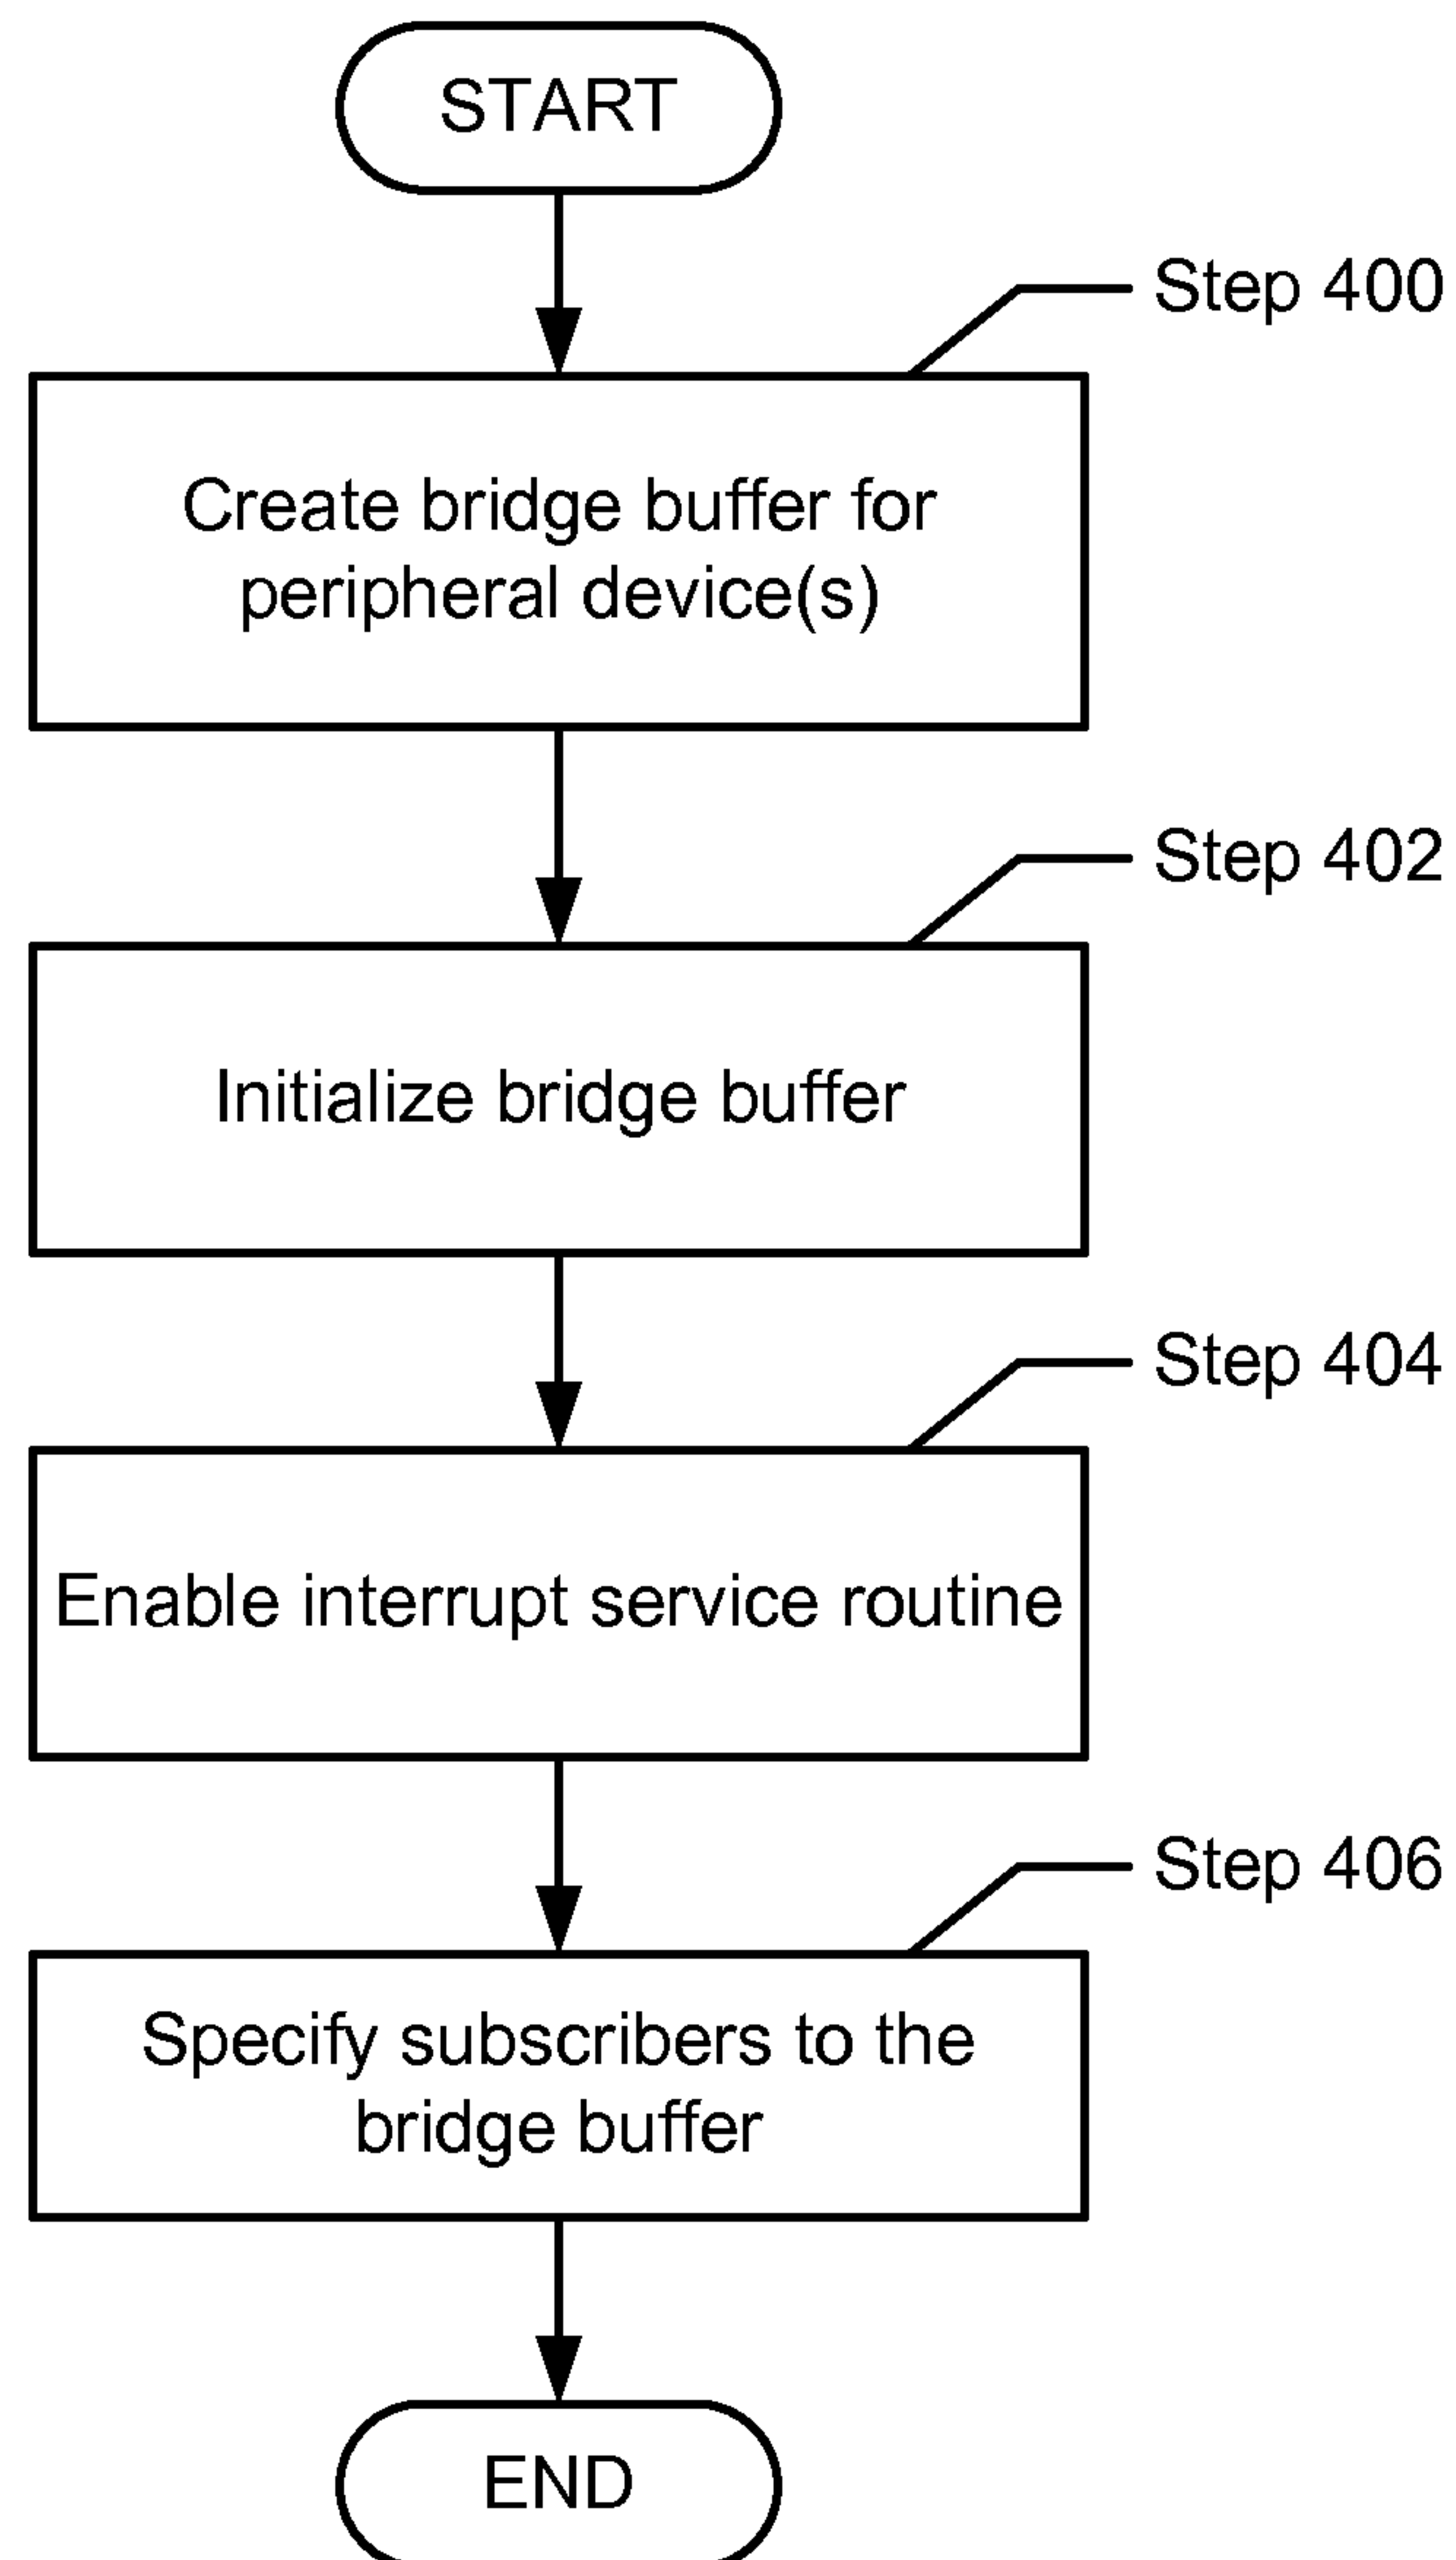 START
Step 400
Create bridge buffer for
peripheral device(s)
Step 402
Initialize bridge buffer
Step 404
Enable interrupt service routine
Step 406
Specify subscribers to the
bridge buffer
END